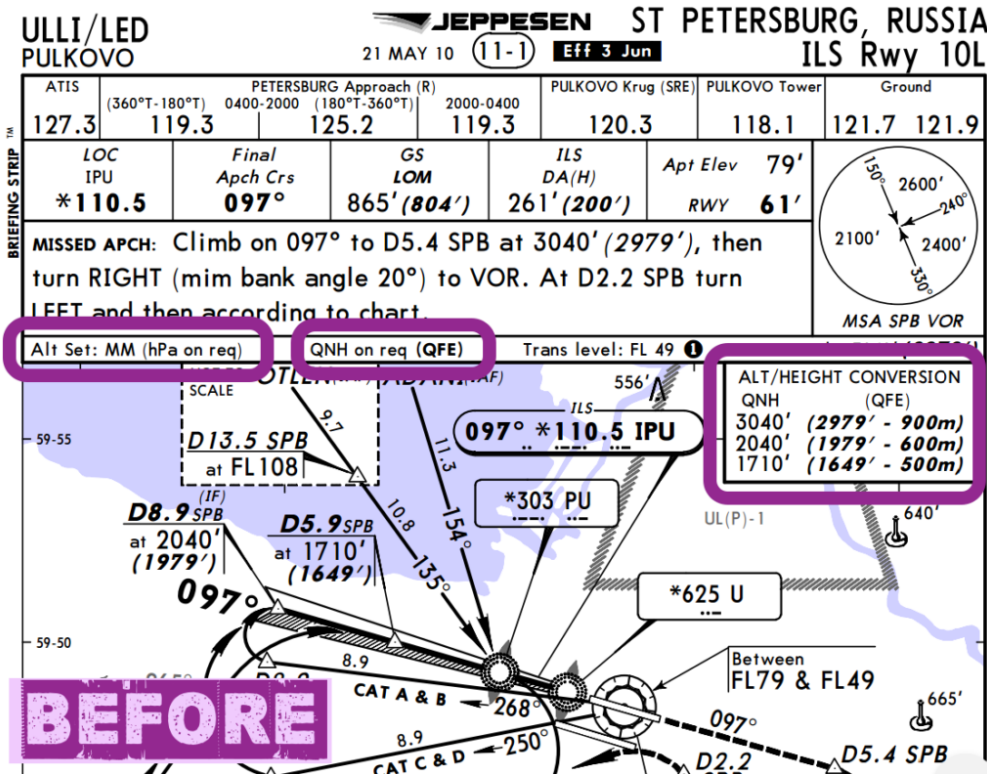 ULLI/LED
PULKOVO
JEPPESEN
21 MAY 10 (11-1) Eff 3 Jun
ST PETERSBURG, RUSSIA
ILS Rwy 10L
BRIEFING STRIP ™
ATIS
127.3
PETERSBURG Approach (R)
(360°T-180°T) 0400-2000 (180°T-360°T) 2000-0400
119.3 125.2 119.3
PULKOVO Krug (SRE)
120.3
PULKOVO Tower
118.1
Ground
121.7 121.9
LOC
IPU
*110.5
Final
Apch Crs
097°
GS
LOM
865' (804')
ILS
DA(H)
261' (200')
Apt Elev 79'
RWY 61'
MISSED APCH: Climb on 097° to D5.4 SPB at 3040' (2979'), then
turn RIGHT (mim bank angle 20°) to VOR. At D2.2 SPB turn
LEFT and then according to chart.
150°
2600'
240°
2100'
2400'
330°
MSA SPB VOR
Alt Set: MM (hPa on req) QNH on req (QFE) Trans level: FL 49 1
ALT/HEIGHT CONVERSION
QNH (QFE)
3040' (2979' - 900m)
2040' (1979' - 600m)
1710' (1649' - 500m)
SCALE
9.7
11.3
556'
ILS
097° *110.5 IPU
59-55
D13.5 SPB
at FL108
*303 PU
UL(P)-1
640'
(IF)
D8.9 SPB
at 2040'
(1979')
D5.9 SPB
at 1710'
(1649')
10.8
154°
135°
097°
*625 U
59-50
8.9
CAT A & B
268°
Between
FL79 & FL49
665'
097°
BEFORE
8.9
CAT C & D
250°
D2.2
D5.4 SPB